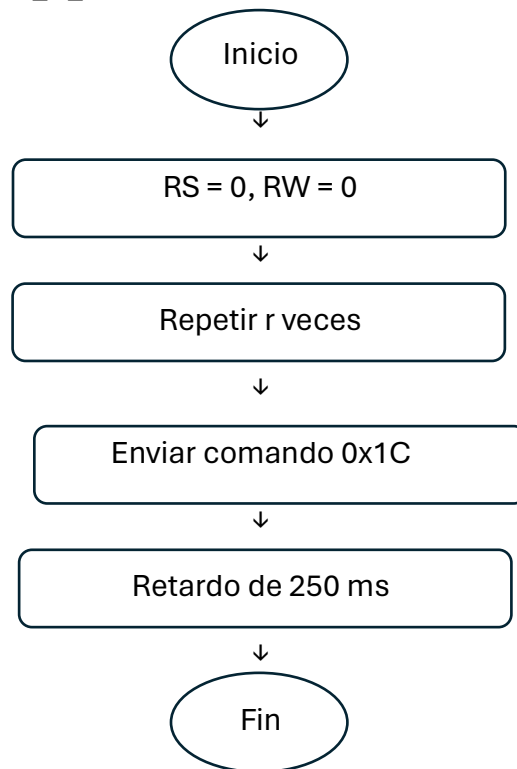 Inicio
↓
RS = 0, RW = 0
↓
Repetir r veces
↓
Enviar comando 0x1C
↓
Retardo de 250 ms
↓
Fin